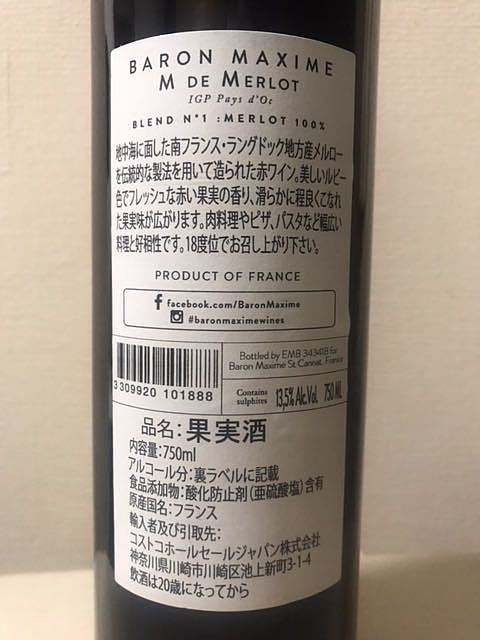 BARON MAXIME
M DE MERLOT
IGP Pays d'Oc
BLEND N°1 :MERLOT 100%
地中海に面した南フランス・ラングドック地方産メルロー
を伝統的な製法を用いて造られた赤ワイン。美しいルビー
色でフレッシュな赤い果実の香り、滑らかに程良くこなれ
た果実味が広がります。肉料理やピザ、パスタなど幅広い
料理と好相性です。18度位でお召し上がり下さい。
PRODUCT OF FRANCE
facebook.com/BaronMaxime
#baronmaximewines
Bottled by EMB 34341B for
Baron Maxime St Cannat, France
3 309920 101888
Contains
sulphites
13,5% Alc.Vol.
750 ML
品名：果実酒
内容量：750ml
アルコール分：裏ラベルに記載
食品添加物：酸化防止剤（亜硫酸塩）含有
原産国名：フランス
輸入者及び引取先：
コストコホールセールジャパン株式会社
神奈川県川崎市川崎区池上新町3-1-4
飲酒は20歳になってから